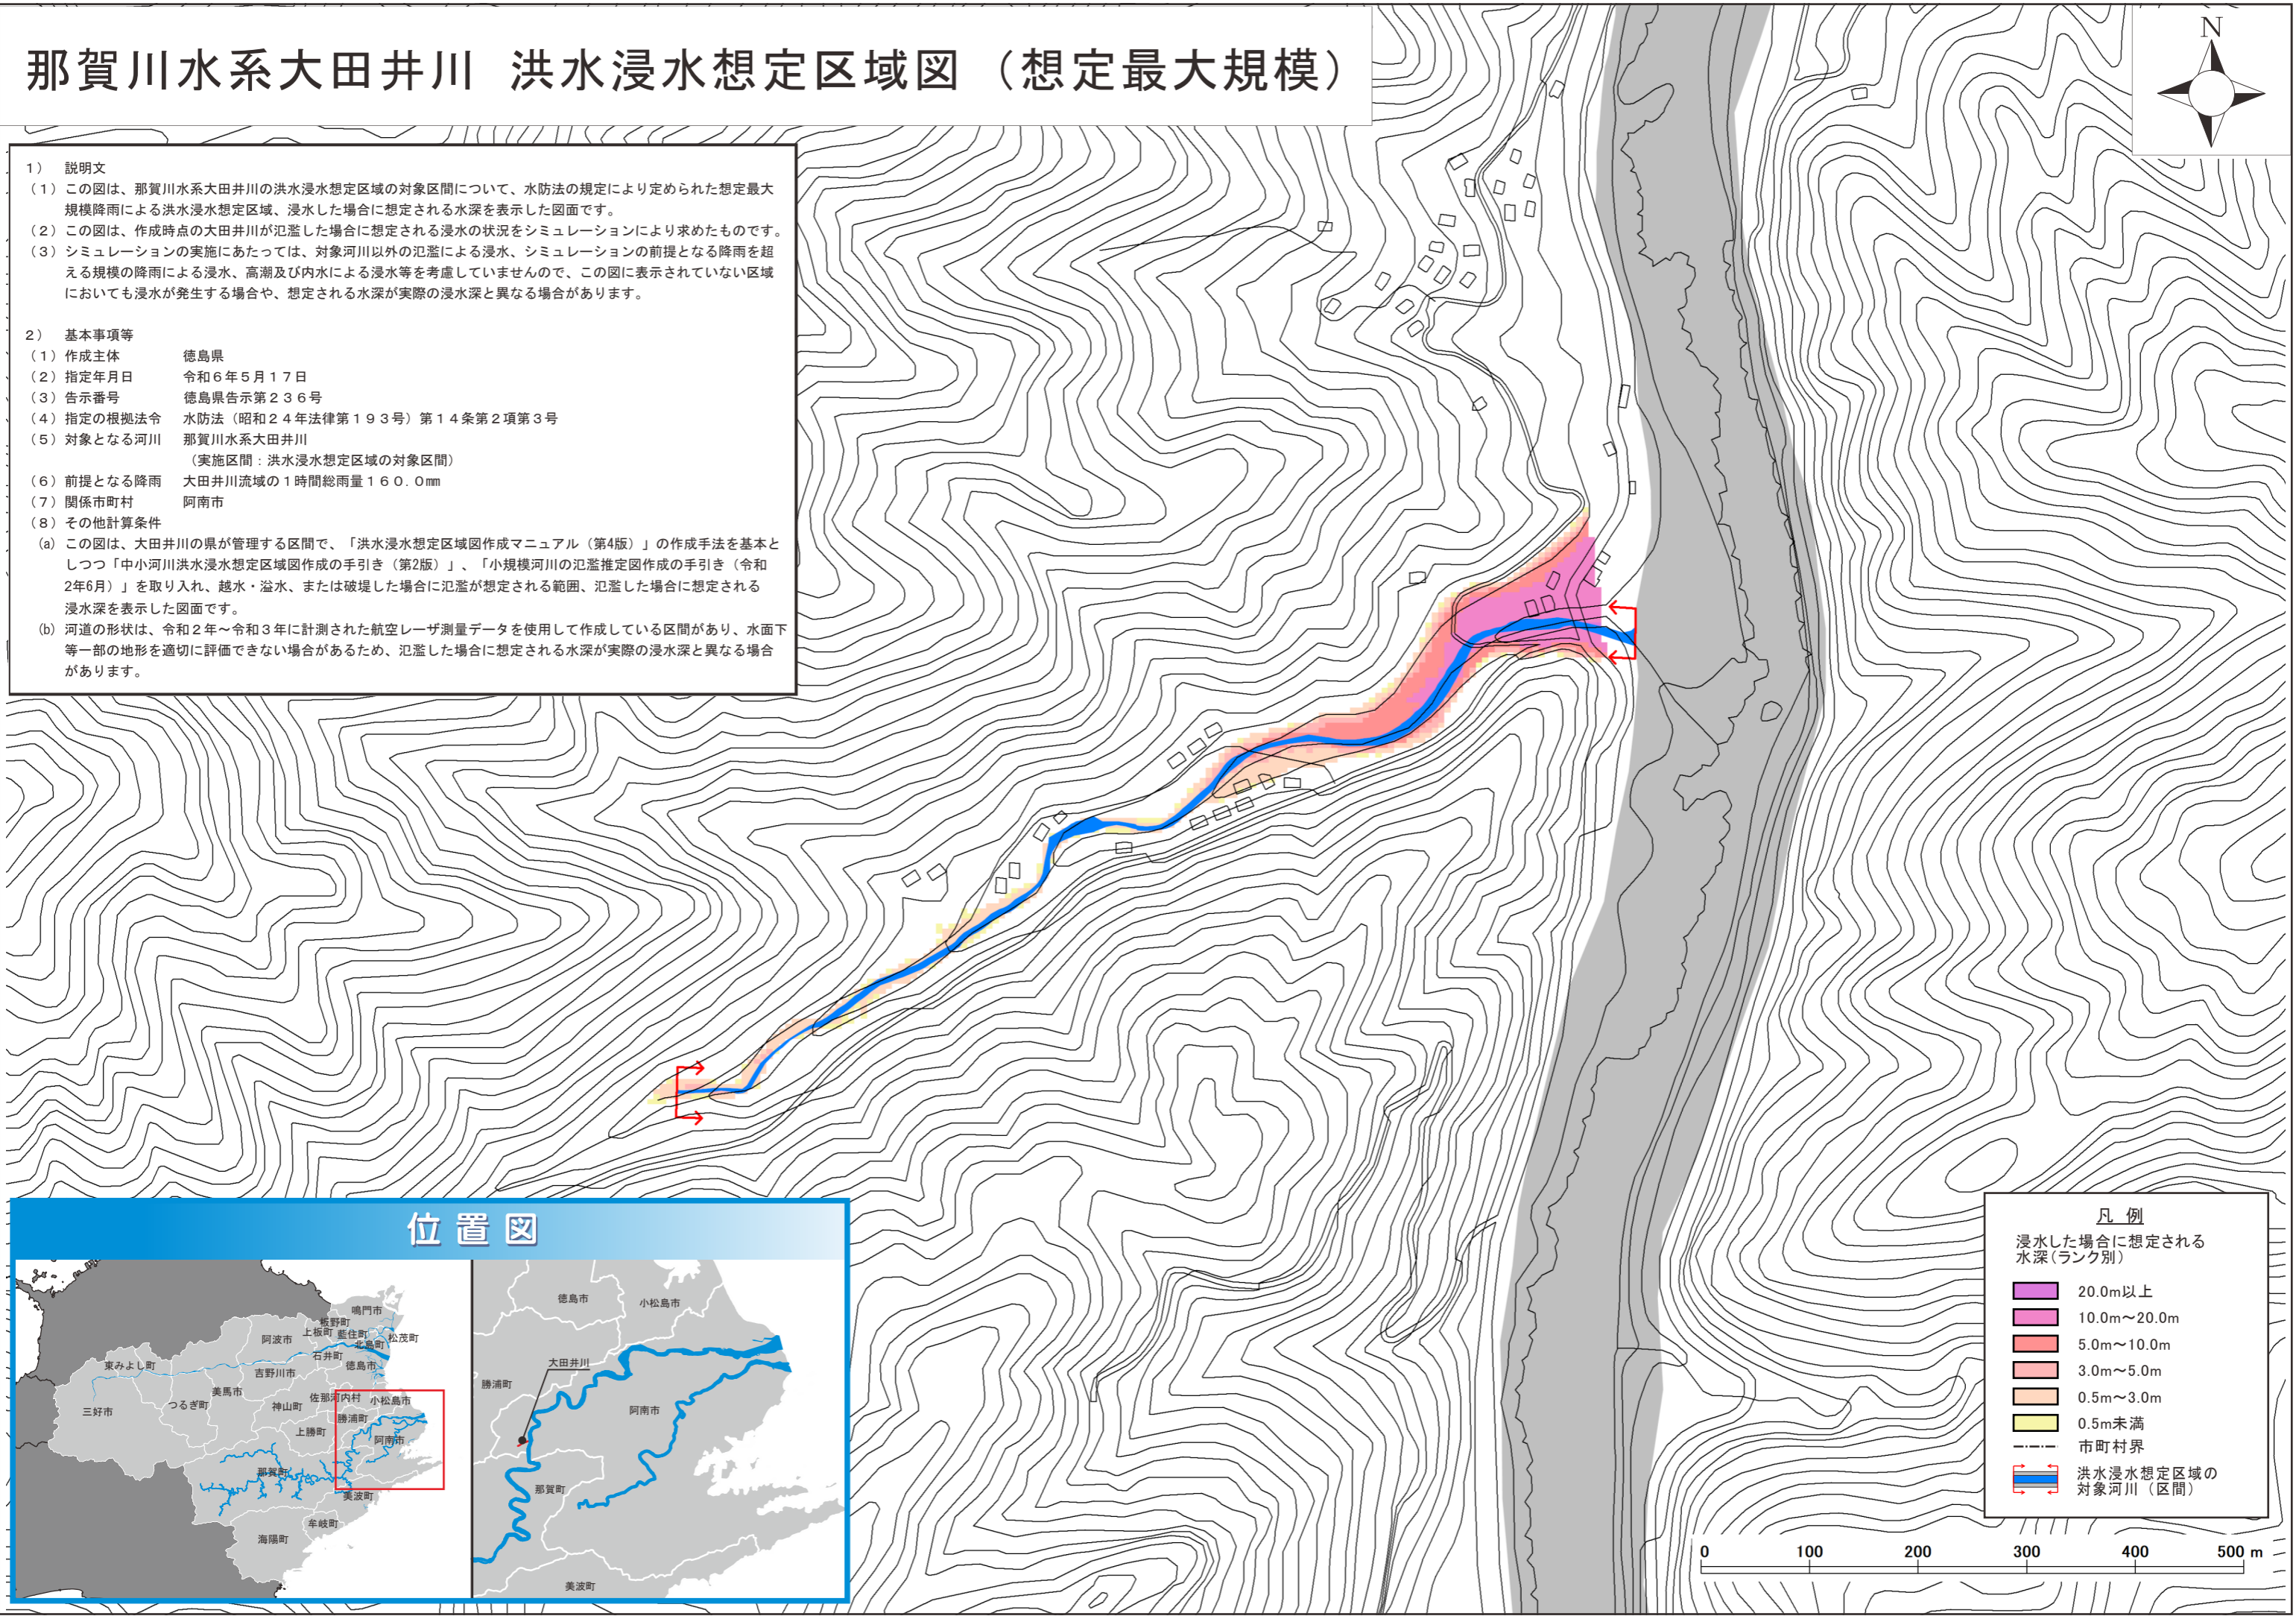 那賀川水系大田井川 洪水浸水想定区域図（想定最大規模）
N
1） 説明文
（1）この図は、那賀川水系大田井川の洪水浸水想定区域の対象区間について、水防法の規定により定められた想定最大
規模降雨による洪水浸水想定区域、浸水した場合に想定される水深を表示した図面です。
（2）この図は、作成時点の大田井川が氾濫した場合に想定される浸水の状況をシミュレーションにより求めたものです。
（3）シミュレーションの実施にあたっては、対象河川以外の氾濫による浸水、シミュレーションの前提となる降雨を超
える規模の降雨による浸水、高潮及び内水による浸水等を考慮していませんので、この図に表示されていない区域
においても浸水が発生する場合や、想定される水深が実際の浸水深と異なる場合があります。
2） 基本事項等
（1）作成主体 徳島県
（2）指定年月日 令和６年５月１７日
（3）告示番号 徳島県告示第２３６号
（4）指定の根拠法令 水防法（昭和２４年法律第１９３号）第１４条第２項第３号
（5）対象となる河川 那賀川水系大田井川
（実施区間：洪水浸水想定区域の対象区間）
（6）前提となる降雨 大田井川流域の１時間総雨量１６０.０㎜
（7）関係市町村 阿南市
（8）その他計算条件
(a) この図は、大田井川の県が管理する区間で、「洪水浸水想定区域図作成マニュアル（第4版）」の作成手法を基本と
しつつ「中小河川洪水浸水想定区域図作成の手引き（第2版）」、「小規模河川の氾濫推定図作成の手引き（令和
2年6月）」を取り入れ、越水・溢水、または破堤した場合に氾濫が想定される範囲、氾濫した場合に想定される
浸水深を表示した図面です。
(b) 河道の形状は、令和２年～令和３年に計測された航空レーザ測量データを使用して作成している区間があり、水面下
等一部の地形を適切に評価できない場合があるため、氾濫した場合に想定される水深が実際の浸水深と異なる場合
があります。
位置図
鳴門市
板野町
上板町 藍住町
北島町
松茂町
阿波市
石井町
徳島市
東みよし町
吉野川市
美馬市
つるぎ町
佐那河内村
小松島市
三好市
神山町
勝浦町
上勝町
阿南市
那賀町
美波町
牟岐町
海陽町
徳島市
小松島市
大田井川
勝浦町
阿南市
那賀町
美波町
凡 例
浸水した場合に想定される
水深(ランク別)
20.0m以上
10.0m～20.0m
5.0m～10.0m
3.0m～5.0m
0.5m～3.0m
0.5m未満
市町村界
洪水浸水想定区域の
対象河川（区間）
0 100 200 300 400 500 m